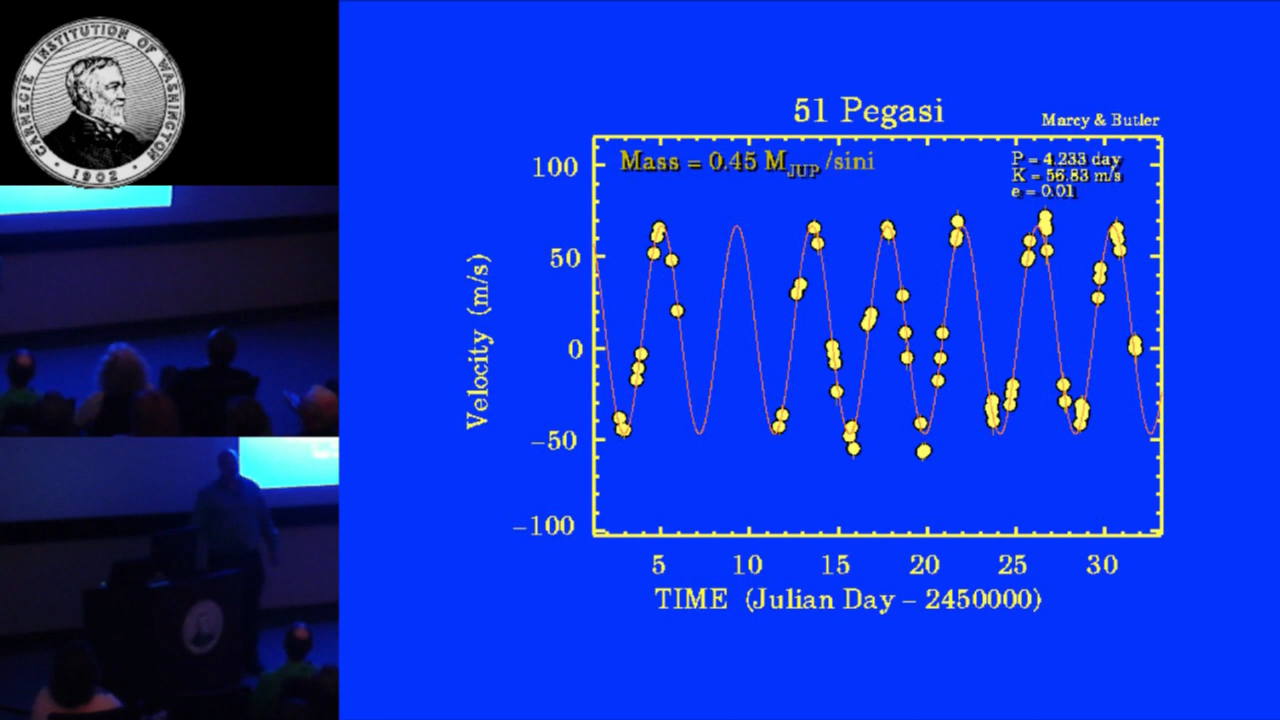 CARNEGIE INSTITUTION OF WASHINGTON
1902
51 Pegasi
Marcy & Butler
Mass = 0.45 M_JUP /sini
P = 4.233 day
K = 56.83 m/s
e = 0.01
100
50
0
−50
−100
Velocity (m/s)
5 10 15 20 25 30
TIME (Julian Day − 2450000)